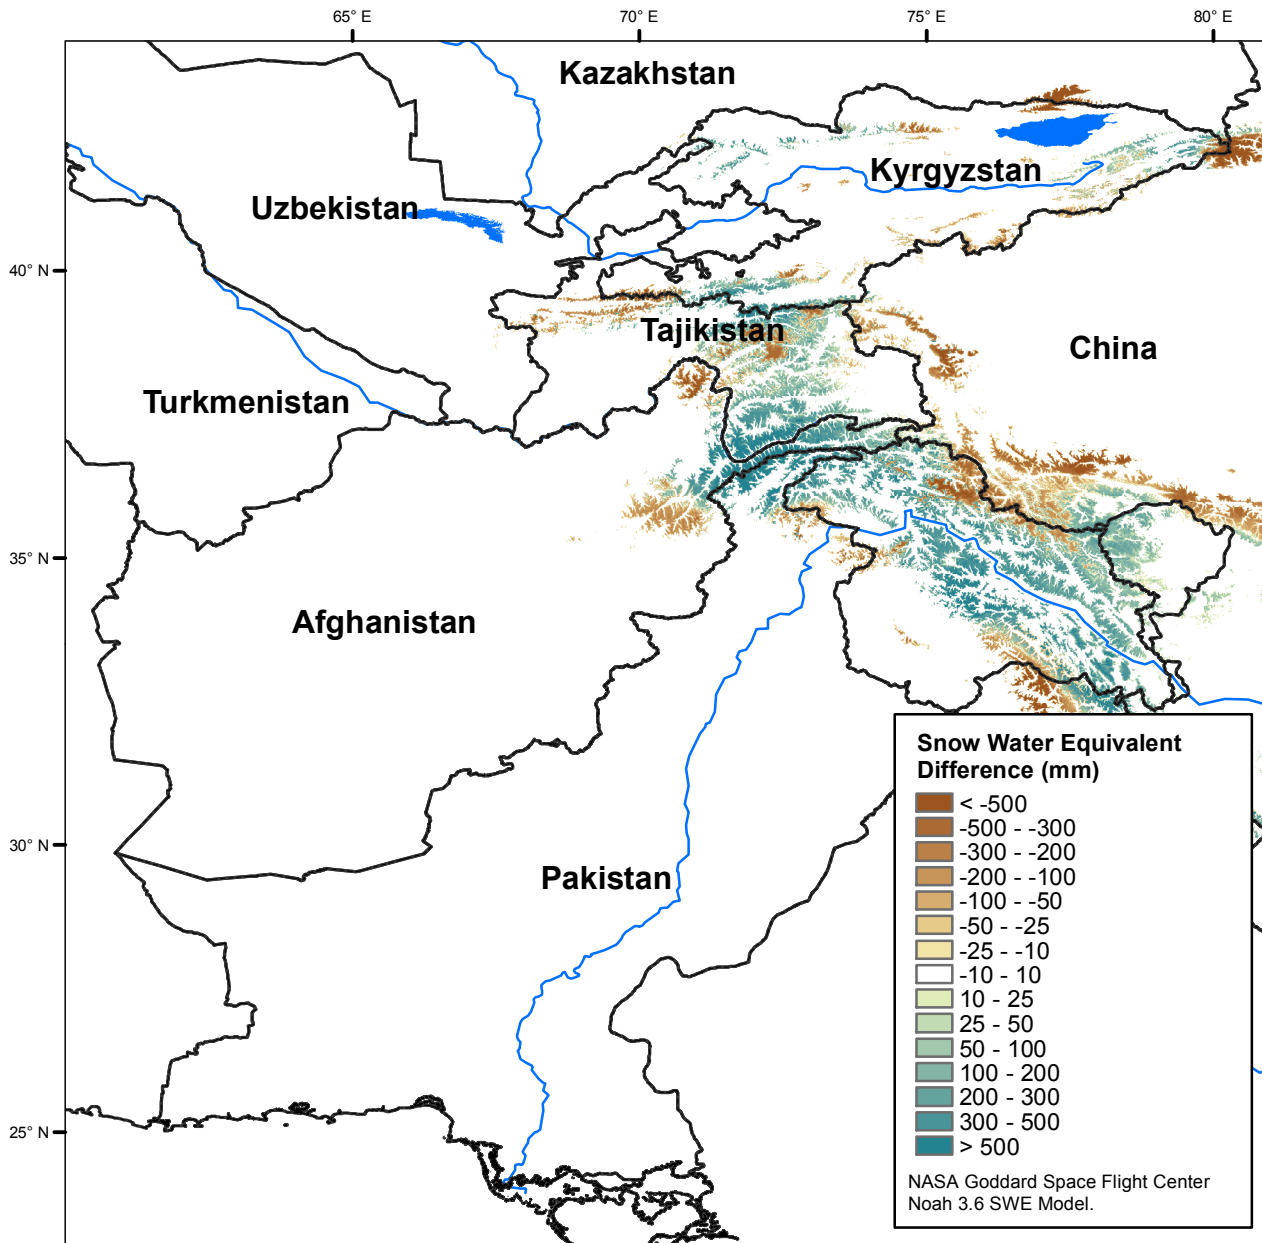 65° E
70° E
75° E
80° E
Kazakhstan
Kyrgyzstan
Uzbekistan
40° N
Tajikistan
China
Turkmenistan
35° N
Afghanistan
30° N
Pakistan
25° N
Snow Water Equivalent
Difference (mm)
< -500
-500 - -300
-300 - -200
-200 - -100
-100 - -50
-50 - -25
-25 - -10
-10 - 10
10 - 25
25 - 50
50 - 100
100 - 200
200 - 300
300 - 500
> 500
NASA Goddard Space Flight Center
Noah 3.6 SWE Model.